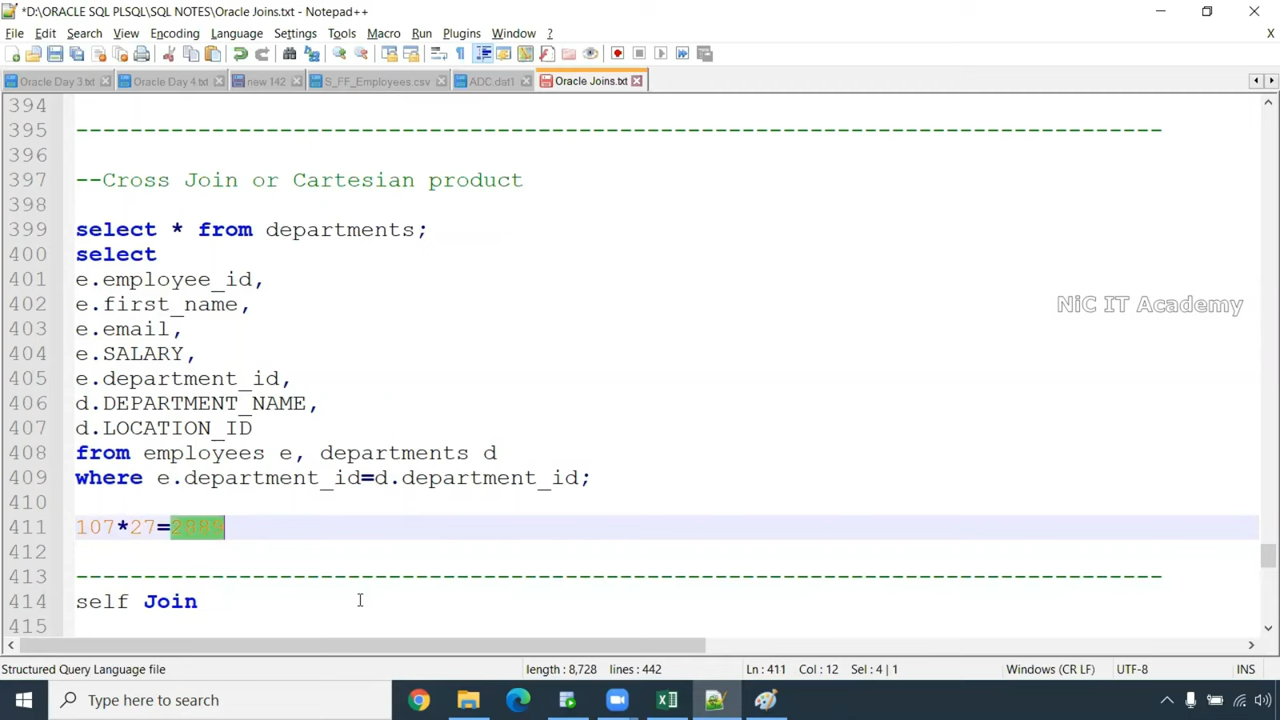 *D:\ORACLE SQL PLSQL\SQL NOTES\Oracle Joins.txt - Notepad++
File Edit Search View Encoding Language Settings Tools Macro Run Plugins Window ?
X
Oracle Day 3.txt Oracle Day 4.txt new 142 S_FF_Employees.csv ADC.dat1 Oracle Joins.txt
394
395 --------------------------------------------------------------------------------
396
397 --Cross Join or Cartesian product
398
399 select * from departments;
400 select
401 e.employee_id,
402 e.first_name,
NiC IT Academy
403 e.email,
404 e.SALARY,
405 e.department_id,
406 d.DEPARTMENT_NAME,
407 d.LOCATION_ID
408 from employees e, departments d
409 where e.department_id=d.department_id;
410
411 107*27=2889
412
413 --------------------------------------------------------------------------------
414 self Join
415
Structured Query Language file length : 8,728 lines : 442 Ln : 411 Col : 12 Sel : 4 | 1 Windows (CR LF) UTF-8 INS
Type here to search